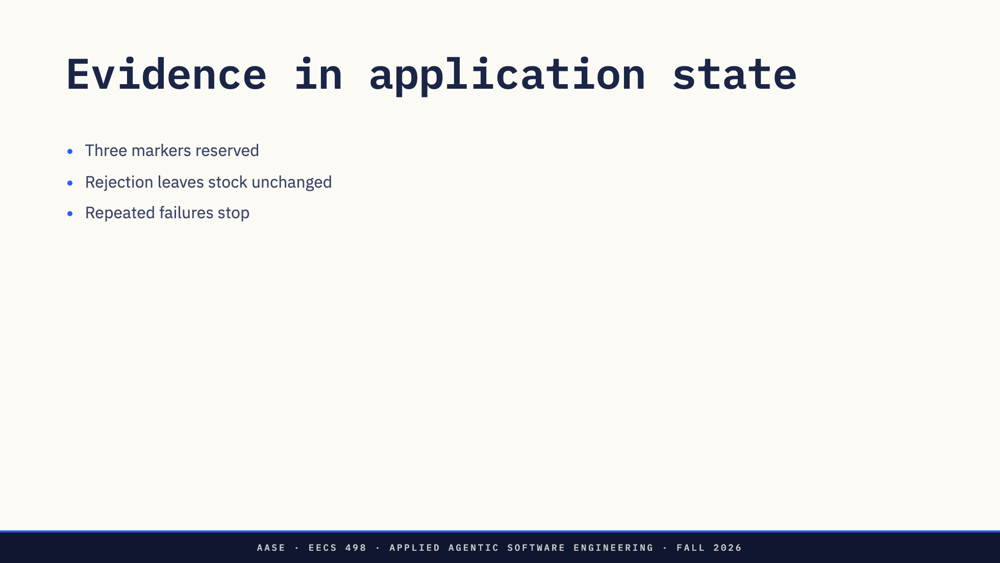 Evidence in application state
• Three markers reserved
• Rejection leaves stock unchanged
• Repeated failures stop
AASE · EECS 498 · APPLIED AGENTIC SOFTWARE ENGINEERING · FALL 2026